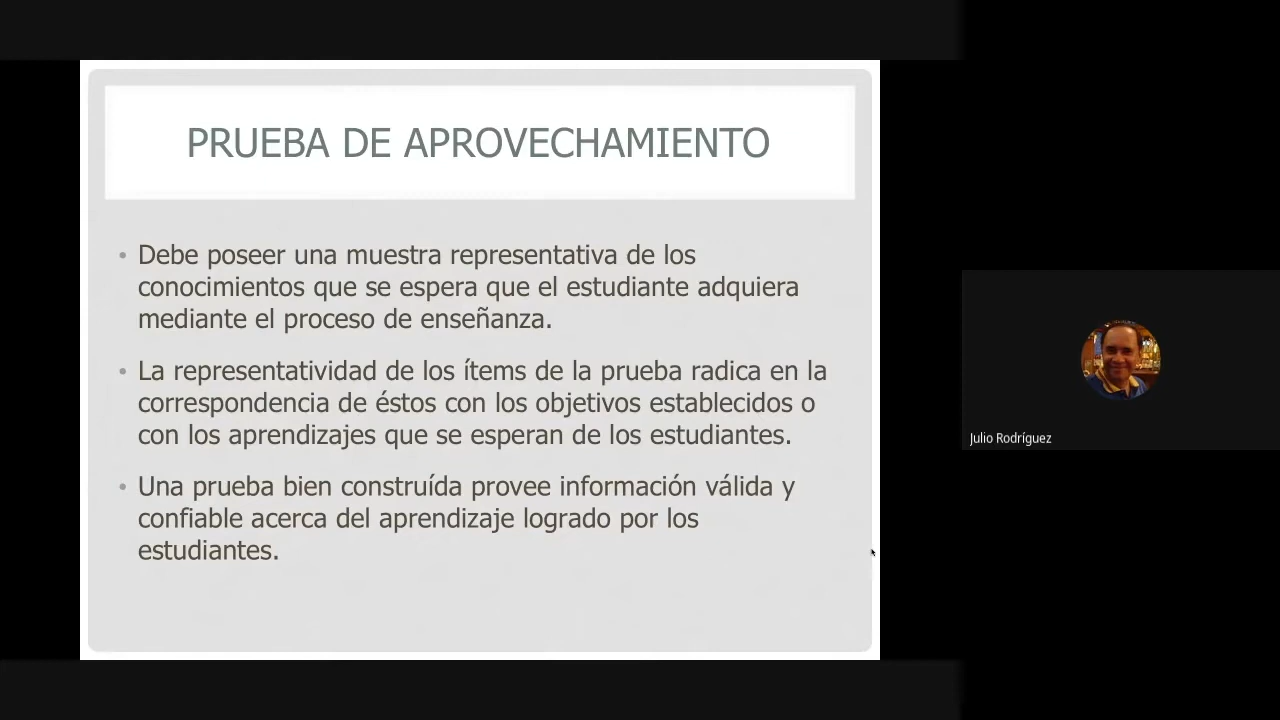 PRUEBA DE APROVECHAMIENTO
• Debe poseer una muestra representativa de los
conocimientos que se espera que el estudiante adquiera
mediante el proceso de enseñanza.
• La representatividad de los ítems de la prueba radica en la
correspondencia de éstos con los objetivos establecidos o
con los aprendizajes que se esperan de los estudiantes.
• Una prueba bien construída provee información válida y
confiable acerca del aprendizaje logrado por los
estudiantes.
Julio Rodríguez